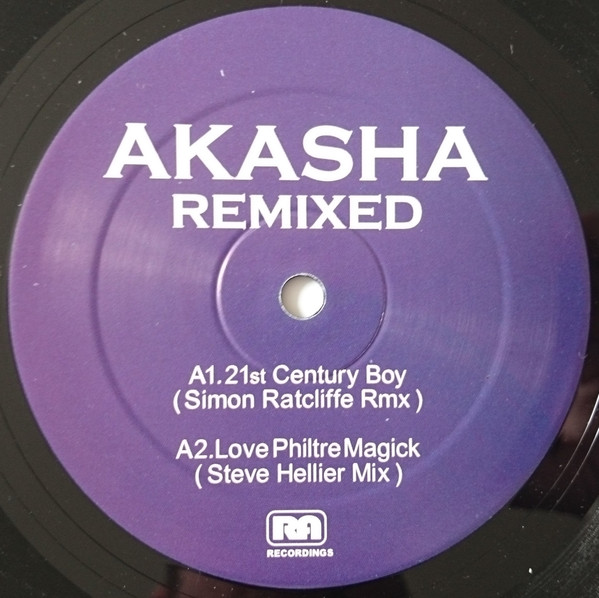 AKASHA
REMIXED
A1.21st Century Boy
( Simon Ratcliffe Rmx )
A2.Love Philtre Magick
( Steve Hellier Mix )
RA
RECORDINGS